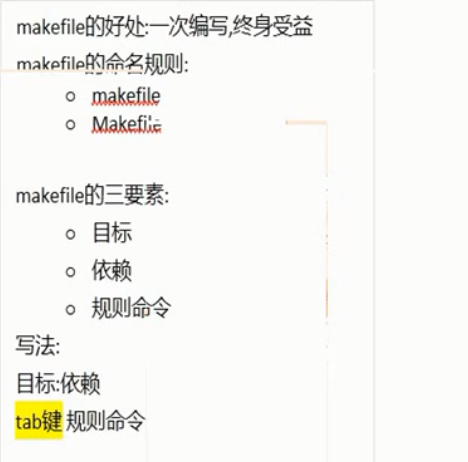 makefile的好处:一次编写,终身受益
makefile的命名规则:
makefile
Makefile
makefile的三要素:
目标
依赖
规则命令
写法:
目标:依赖
tab键 规则命令